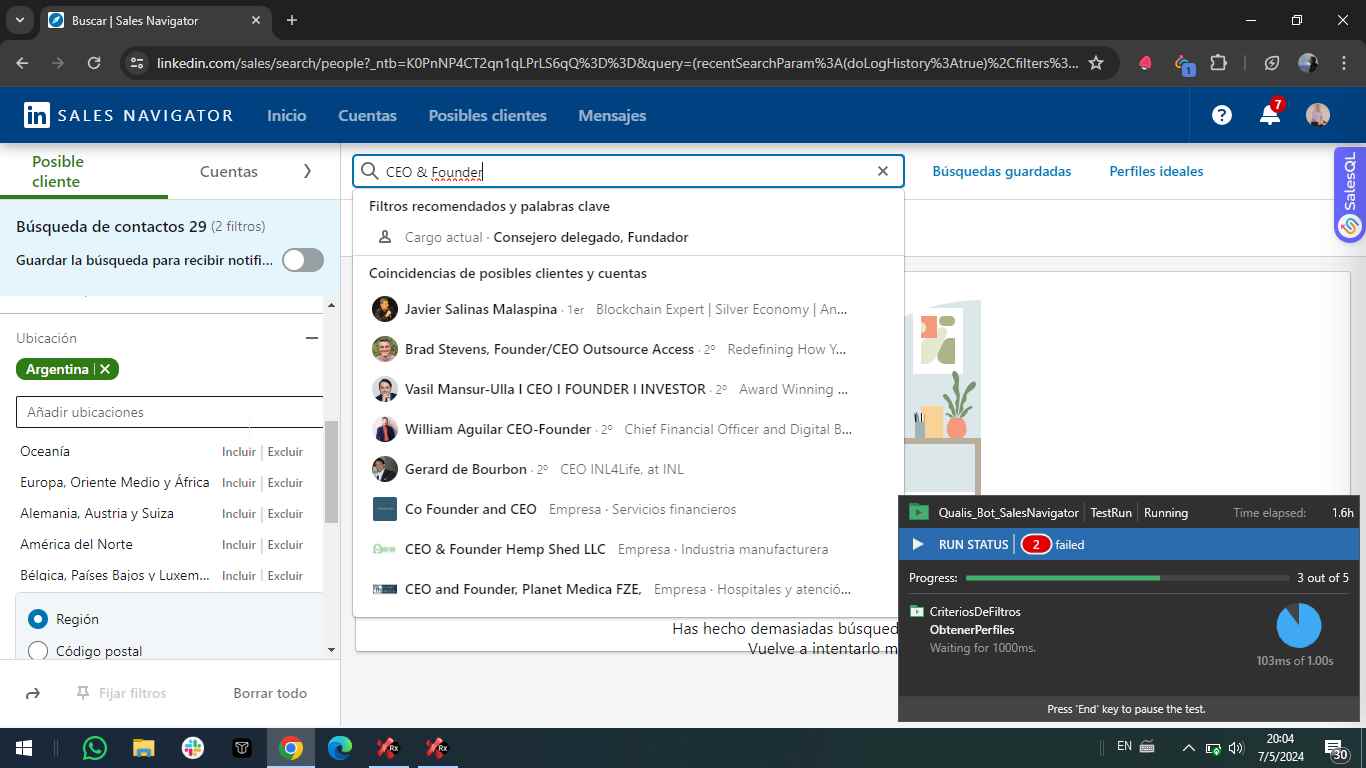 Buscar | Sales Navigator
linkedin.com/sales/search/people?_ntb=K0PnNP4CT2qn1qLPrLS6qQ%3D%3D&query=(recentSearchParam%3A(doLogHistory%3Atrue)%2Cfilters%3...
1
in SALES NAVIGATOR
Inicio
Cuentas
Posibles clientes
Mensajes
7
Posible cliente
Cuentas
CEO & Founder
Búsquedas guardadas
Perfiles ideales
SalesQL
Búsqueda de contactos 29 (2 filtros)
Guardar la búsqueda para recibir notifi...
Ubicación
Argentina
Añadir ubicaciones
Oceanía Incluir Excluir
Europa, Oriente Medio y África Incluir Excluir
Alemania, Austria y Suiza Incluir Excluir
América del Norte Incluir Excluir
Bélgica, Países Bajos y Luxem... Incluir Excluir
Región
Código postal
Fijar filtros
Borrar todo
Filtros recomendados y palabras clave
Cargo actual · Consejero delegado, Fundador
Coincidencias de posibles clientes y cuentas
Javier Salinas Malaspina · 1er Blockchain Expert | Silver Economy | An...
Brad Stevens, Founder/CEO Outsource Access · 2º Redefining How Y...
Vasil Mansur-Ulla I CEO I FOUNDER I INVESTOR · 2º Award Winning ...
William Aguilar CEO-Founder · 2º Chief Financial Officer and Digital B...
Gerard de Bourbon · 2º CEO INL4Life, at INL
Co Founder and CEO Empresa · Servicios financieros
CEO & Founder Hemp Shed LLC Empresa · Industria manufacturera
CEO and Founder, Planet Medica FZE, Empresa · Hospitales y atenció...
Has hecho demasiadas búsqued
Vuelve a intentarlo m
Qualis_Bot_SalesNavigator TestRun Running Time elapsed: 1.6h
RUN STATUS 2 failed
Progress: 3 out of 5
CriteriosDeFiltros
ObtenerPerfiles
Waiting for 1000ms.
103ms of 1.00s
Press 'End' key to pause the test.
Rx
Rx
EN
20:04
7/5/2024
30